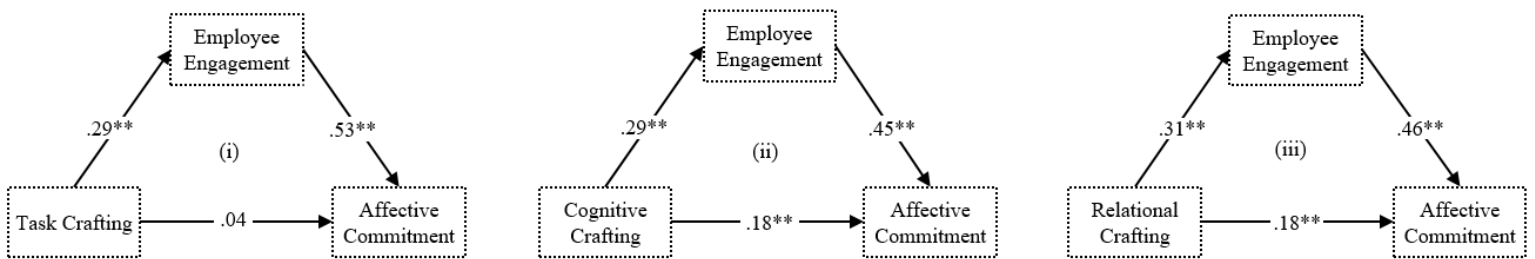 Employee
Engagement
.29**
.53**
(i)
Task Crafting
.04
Affective
Commitment
Employee
Engagement
.29**
.45**
(ii)
Cognitive
Crafting
.18**
Affective
Commitment
Employee
Engagement
.31**
.46**
(iii)
Relational
Crafting
.18**
Affective
Commitment